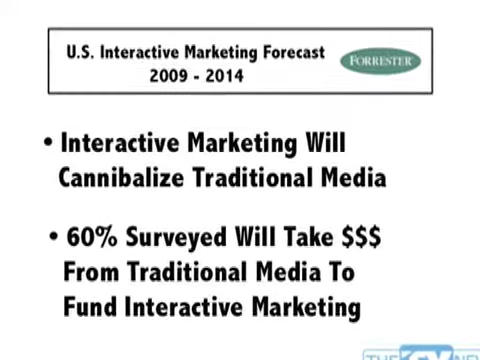 U.S. Interactive Marketing Forecast
2009 - 2014
FORRESTER
• Interactive Marketing Will
Cannibalize Traditional Media
• 60% Surveyed Will Take $$$
From Traditional Media To
Fund Interactive Marketing
THE